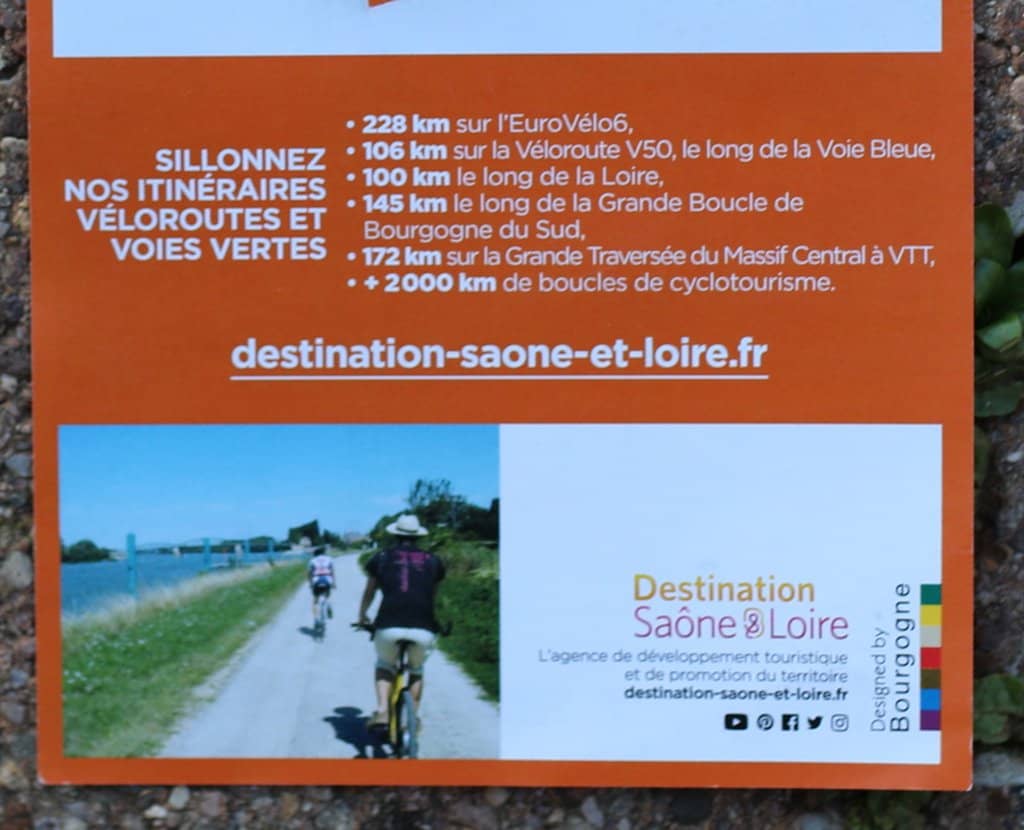 SILLONNEZ
NOS ITINÉRAIRES
VÉLOROUTES ET
VOIES VERTES
• 228 km sur l'EuroVélo6,
• 106 km sur la Véloroute V50, le long de la Voie Bleue,
• 100 km le long de la Loire,
• 145 km le long de la Grande Boucle de
Bourgogne du Sud,
• 172 km sur la Grande Traversée du Massif Central à VTT,
• + 2 000 km de boucles de cyclotourisme.
destination-saone-et-loire.fr
Destination
Saône & Loire
L'agence de développement touristique
et de promotion du territoire
destination-saone-et-loire.fr
Designed by
Bourgogne